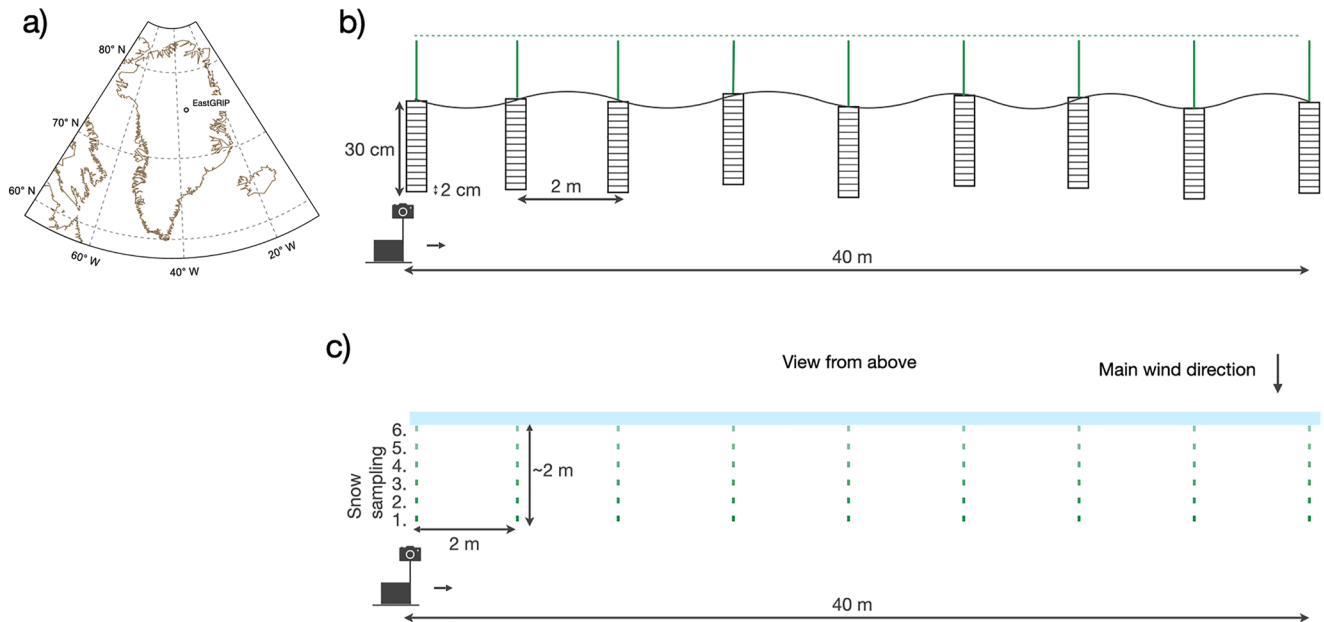 a)
80° N
EastGRIP
70° N
60° N
60° W
40° W
20° W
b)
30 cm
2 cm
2 m
40 m
c)
View from above
Main wind direction
Snow
sampling
6.
5.
4.
3.
2.
1.
~2 m
2 m
40 m